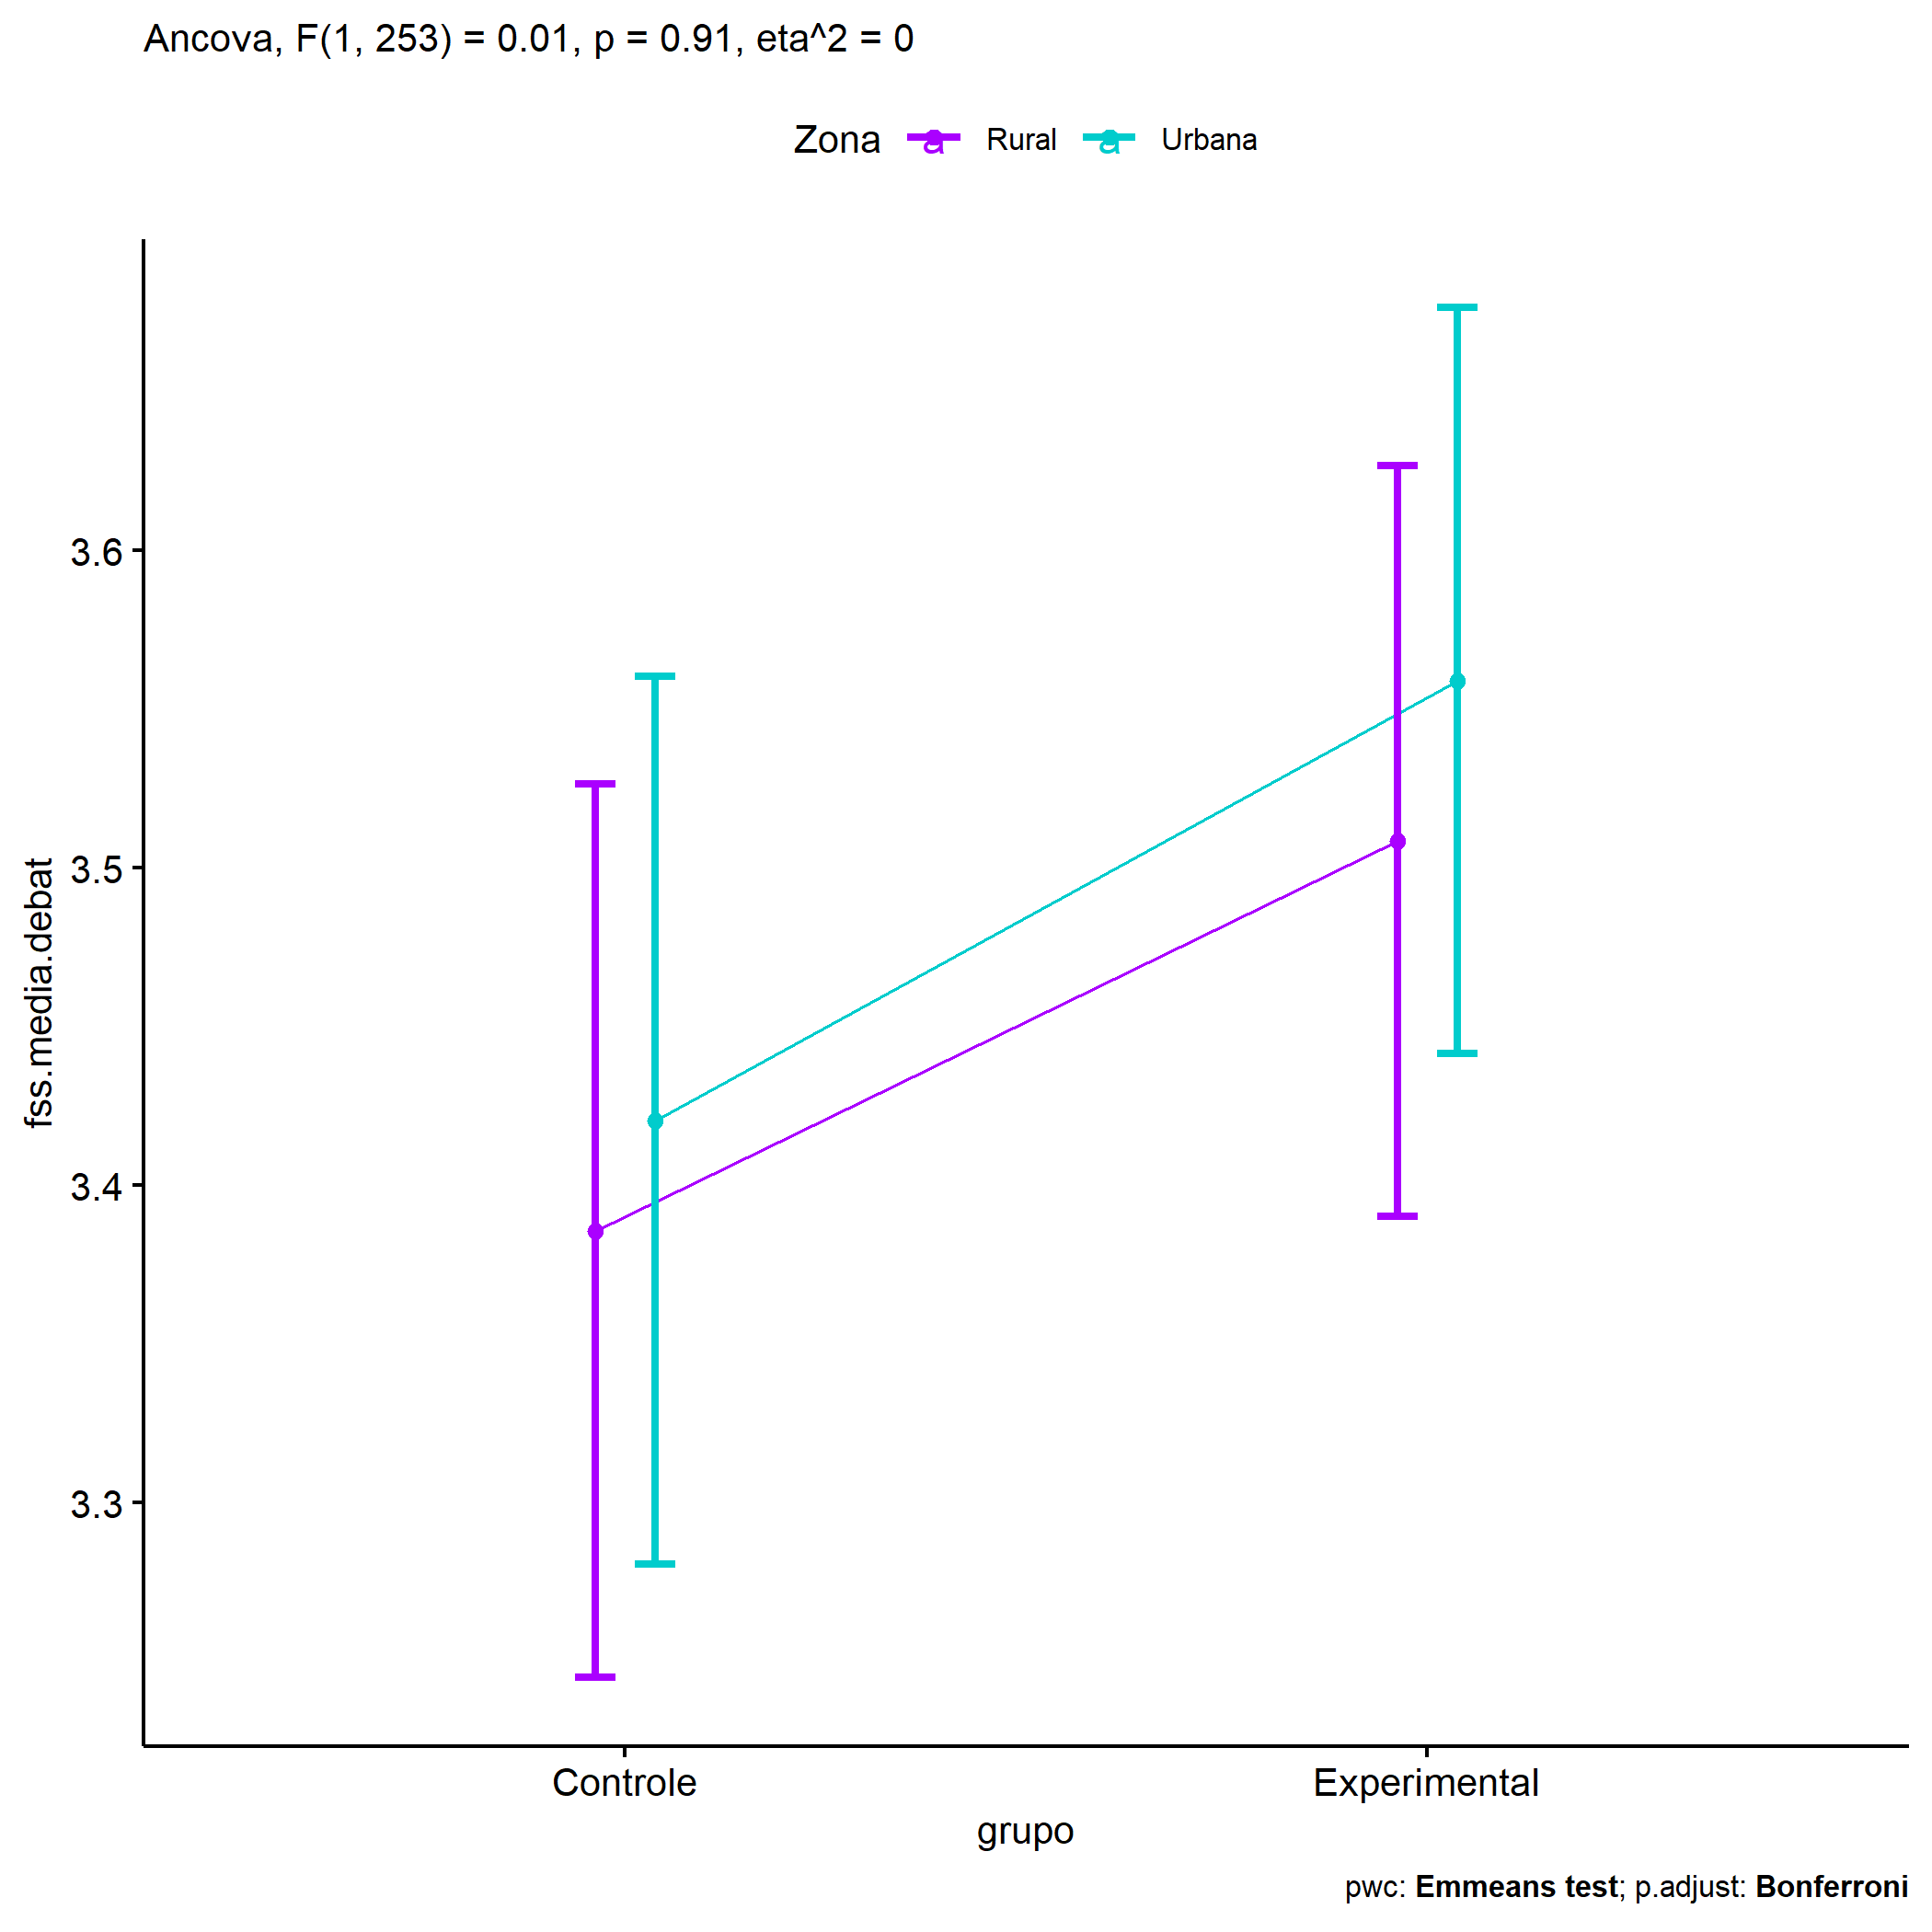 Ancova, F(1, 253) = 0.01, p = 0.91, eta^2 = 0
Zona a Rural a Urbana
fss.media.debat
3.6
3.5
3.4
3.3
Controle Experimental
grupo
pwc: Emmeans test; p.adjust: Bonferroni